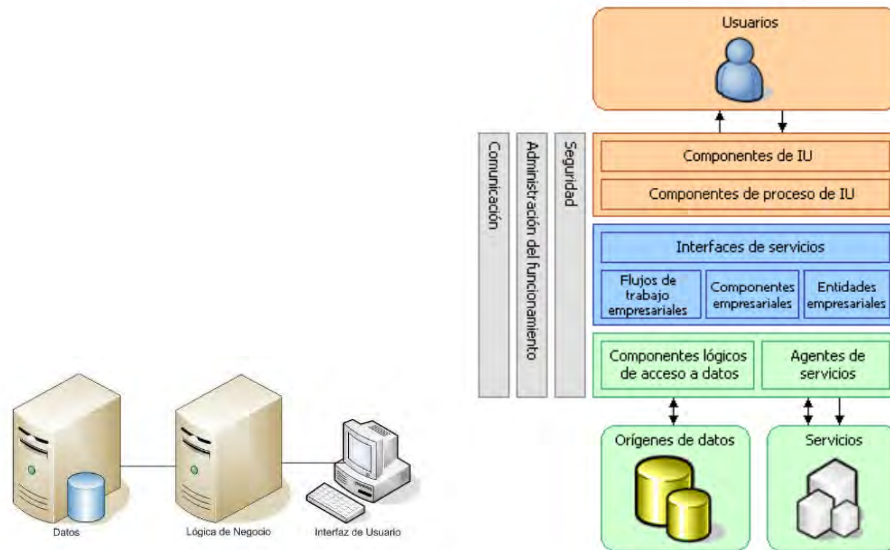 Datos
Lógica de Negocio
Interfaz de Usuario
Usuarios
Comunicación
Administración del funcionamiento
Seguridad
Componentes de IU
Componentes de proceso de IU
Interfaces de servicios
Flujos de
trabajo
empresariales
Componentes
empresariales
Entidades
empresariales
Componentes lógicos
de acceso a datos
Agentes de
servicios
Orígenes de datos
Servicios